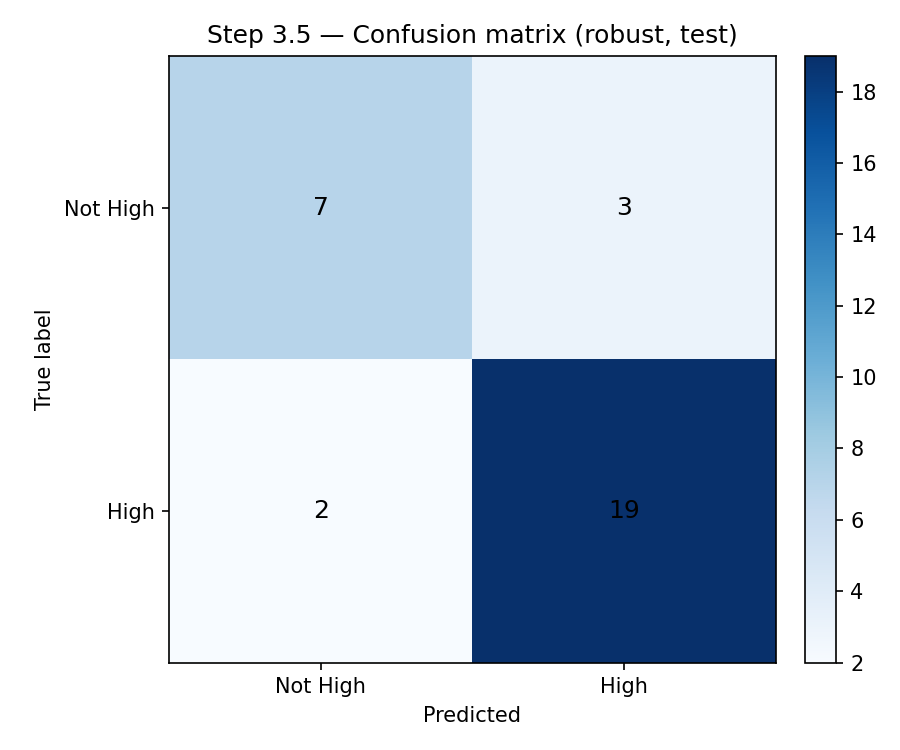 Step 3.5 — Confusion matrix (robust, test)
Not High
7
3
High
2
19
True label
Not High
High
Predicted
18
16
14
12
10
8
6
4
2